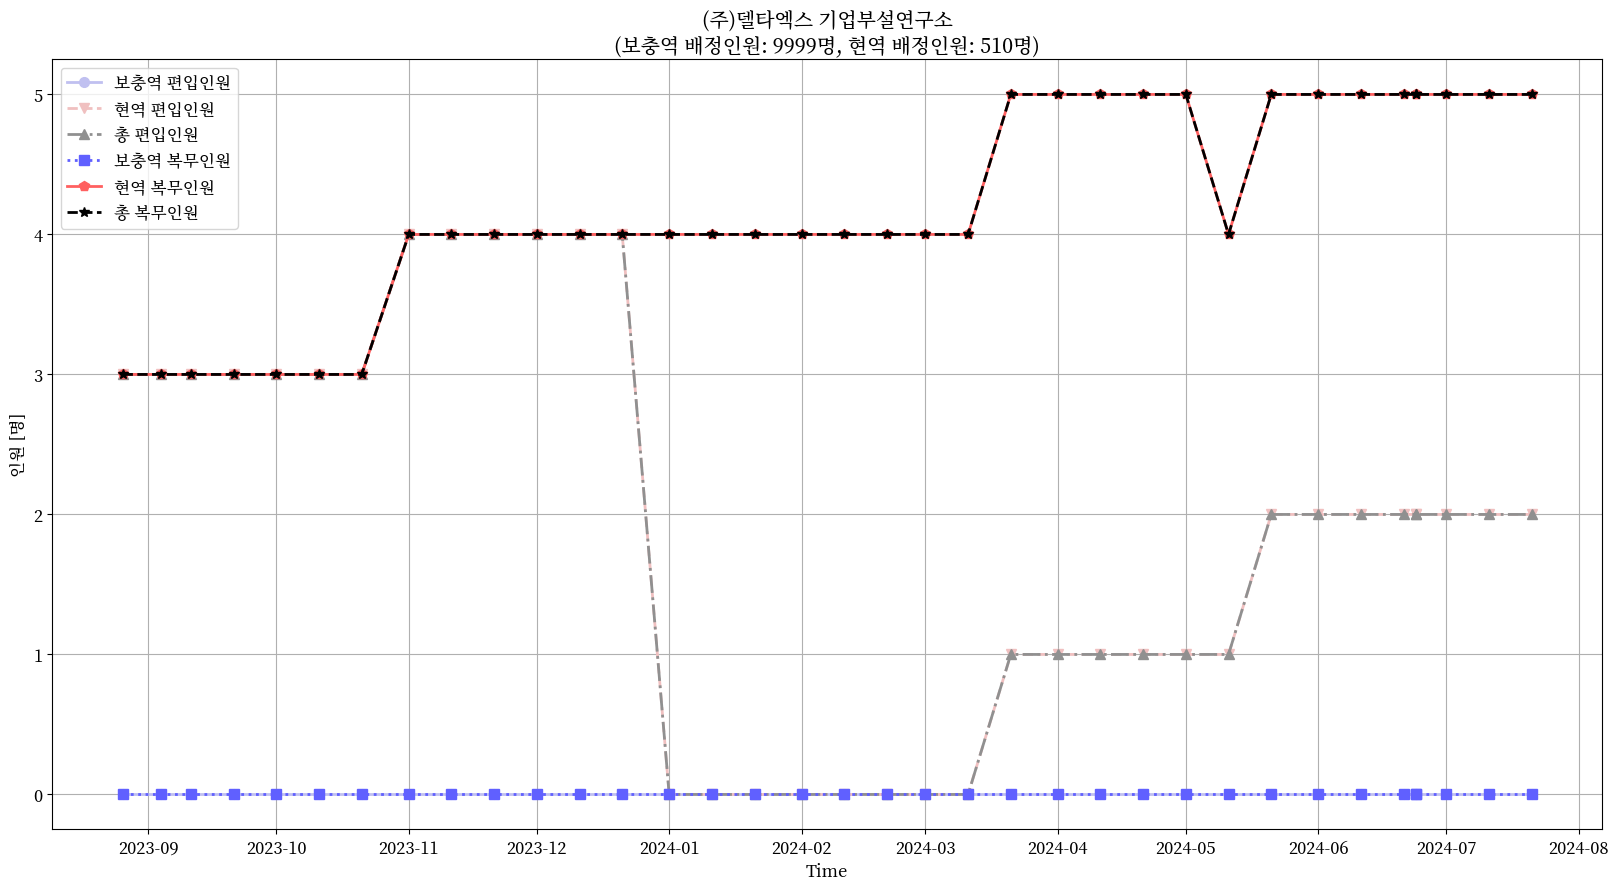 (주)델타엑스 기업부설연구소
(보충역 배정인원: 9999명, 현역 배정인원: 510명)
보충역 편입인원
현역 편입인원
총 편입인원
보충역 복무인원
현역 복무인원
총 복무인원
5
4
3
2
1
0
인원 [명]
2023-09 2023-10 2023-11 2023-12 2024-01 2024-02 2024-03 2024-04 2024-05 2024-06 2024-07 2024-08
Time